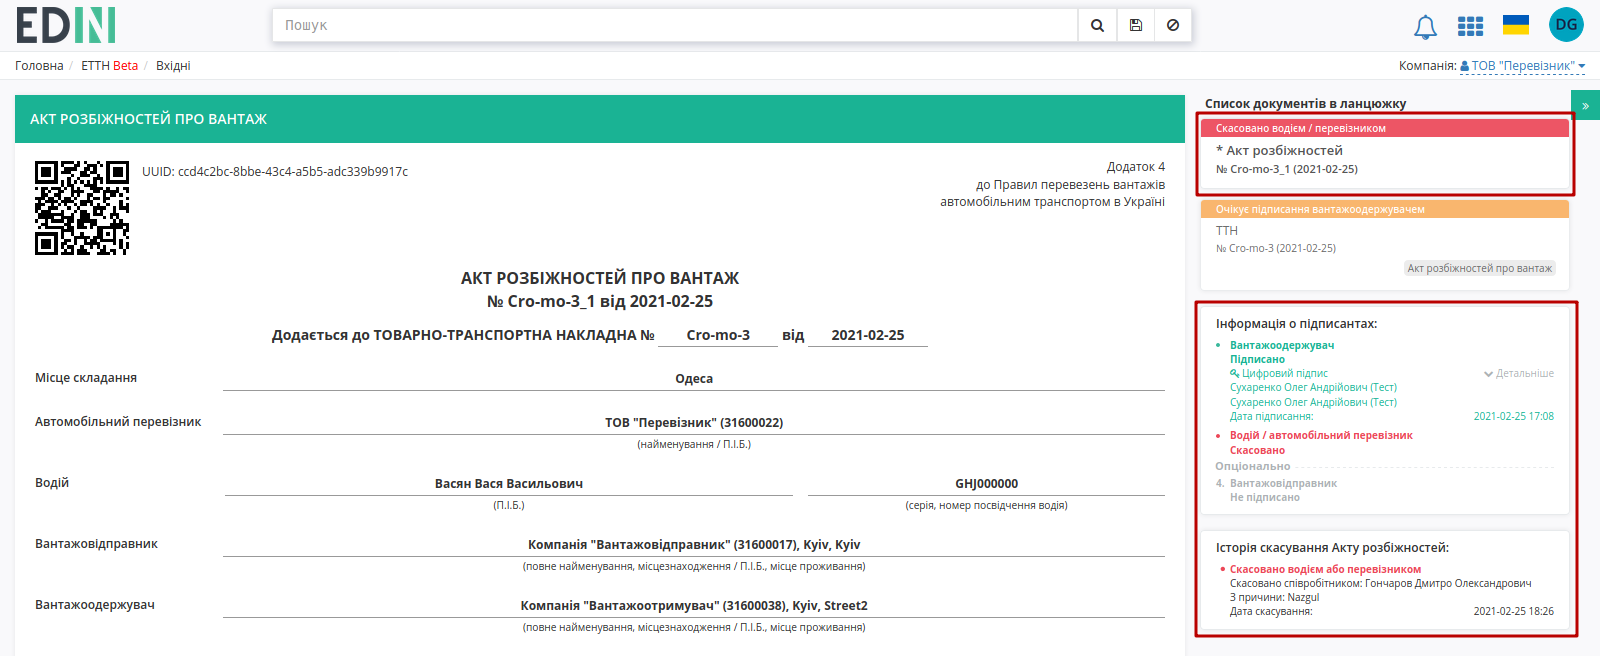 EDIN
Пошук
DG
Головна / ЕТТН Beta / Вхідні
Компанія: ТОВ "Перевізник"
АКТ РОЗБІЖНОСТЕЙ ПРО ВАНТАЖ
UUID: ccd4c2bc-8bbe-43c4-a5b5-adc339b9917c
Додаток 4
до Правил перевезень вантажів
автомобільним транспортом в Україні
АКТ РОЗБІЖНОСТЕЙ ПРО ВАНТАЖ
№ Cro-mo-3_1 від 2021-02-25
Додається до ТОВАРНО-ТРАНСПОРТНА НАКЛАДНА № Cro-mo-3 від 2021-02-25
Місце складання Одеса
Автомобільний перевізник ТОВ "Перевізник" (31600022)
(найменування / П.І.Б.)
Водій Васян Вася Васильович GHJ000000
(П.І.Б.) (серія, номер посвідчення водія)
Вантажовідправник Компанія "Вантажовідправник" (31600017), Kyiv, Kyiv
(повне найменування, місцезнаходження / П.І.Б., місце проживання)
Вантажоодержувач Компанія "Вантажоотримувач" (31600038), Kyiv, Street2
(повне найменування, місцезнаходження / П.І.Б., місце проживання)
Список документів в ланцюжку
»
Скасовано водієм / перевізником
* Акт розбіжностей
№ Cro-mo-3_1 (2021-02-25)
Очікує підписання вантажоодержувачем
ТТН
№ Cro-mo-3 (2021-02-25)
Акт розбіжностей про вантаж
Інформація о підписантах:
• Вантажоодержувач
Підписано
Цифровий підпис Детальніше
Сухаренко Олег Андрійович (Тест)
Сухаренко Олег Андрійович (Тест)
Дата підписання: 2021-02-25 17:08
• Водій / автомобільний перевізник
Скасовано
Опціонально
4. Вантажовідправник
Не підписано
Історія скасування Акту розбіжностей:
• Скасовано водієм або перевізником
Скасовано співробітником: Гончаров Дмитро Олександрович
З причини: Nazgul
Дата скасування: 2021-02-25 18:26